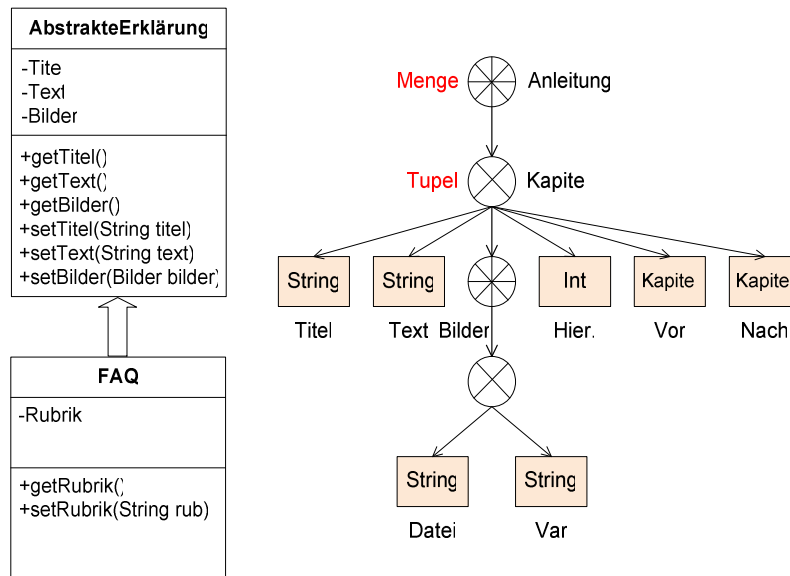 AbstrakteErklärung
-Tite
-Text
-Bilder
+getTitel()
+getText()
+getBilder()
+setTitel(String titel)
+setText(String text)
+setBilder(Bilder bilder)
FAQ
-Rubrik
+getRubrik()
+setRubrik(String rub)
Menge Anleitung
Tupel Kapite
String String Int Kapite Kapite
Titel Text Bilder Hier. Vor Nach
String String
Datei Var